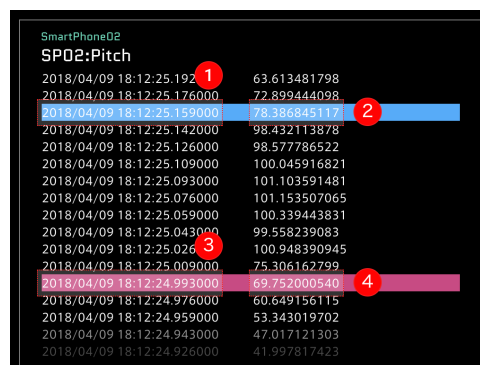 SmartPhone02
SP02:Pitch
2018/04/09 18:12:25.192 1 63.613481798
2018/04/09 18:12:25.176000 72.899444098
2018/04/09 18:12:25.159000 78.386845117 2
2018/04/09 18:12:25.142000 98.432113878
2018/04/09 18:12:25.126000 98.577786522
2018/04/09 18:12:25.109000 100.045916821
2018/04/09 18:12:25.093000 101.103591481
2018/04/09 18:12:25.076000 101.153507065
2018/04/09 18:12:25.059000 100.339443831
2018/04/09 18:12:25.043000 99.558239083
2018/04/09 18:12:25.026 3 100.948390945
2018/04/09 18:12:25.009000 75.306162799
2018/04/09 18:12:24.993000 69.752000540 4
2018/04/09 18:12:24.976000 60.649156115
2018/04/09 18:12:24.959000 53.343019702
2018/04/09 18:12:24.943000 47.017121303
2018/04/09 18:12:24.926000 41.997817423